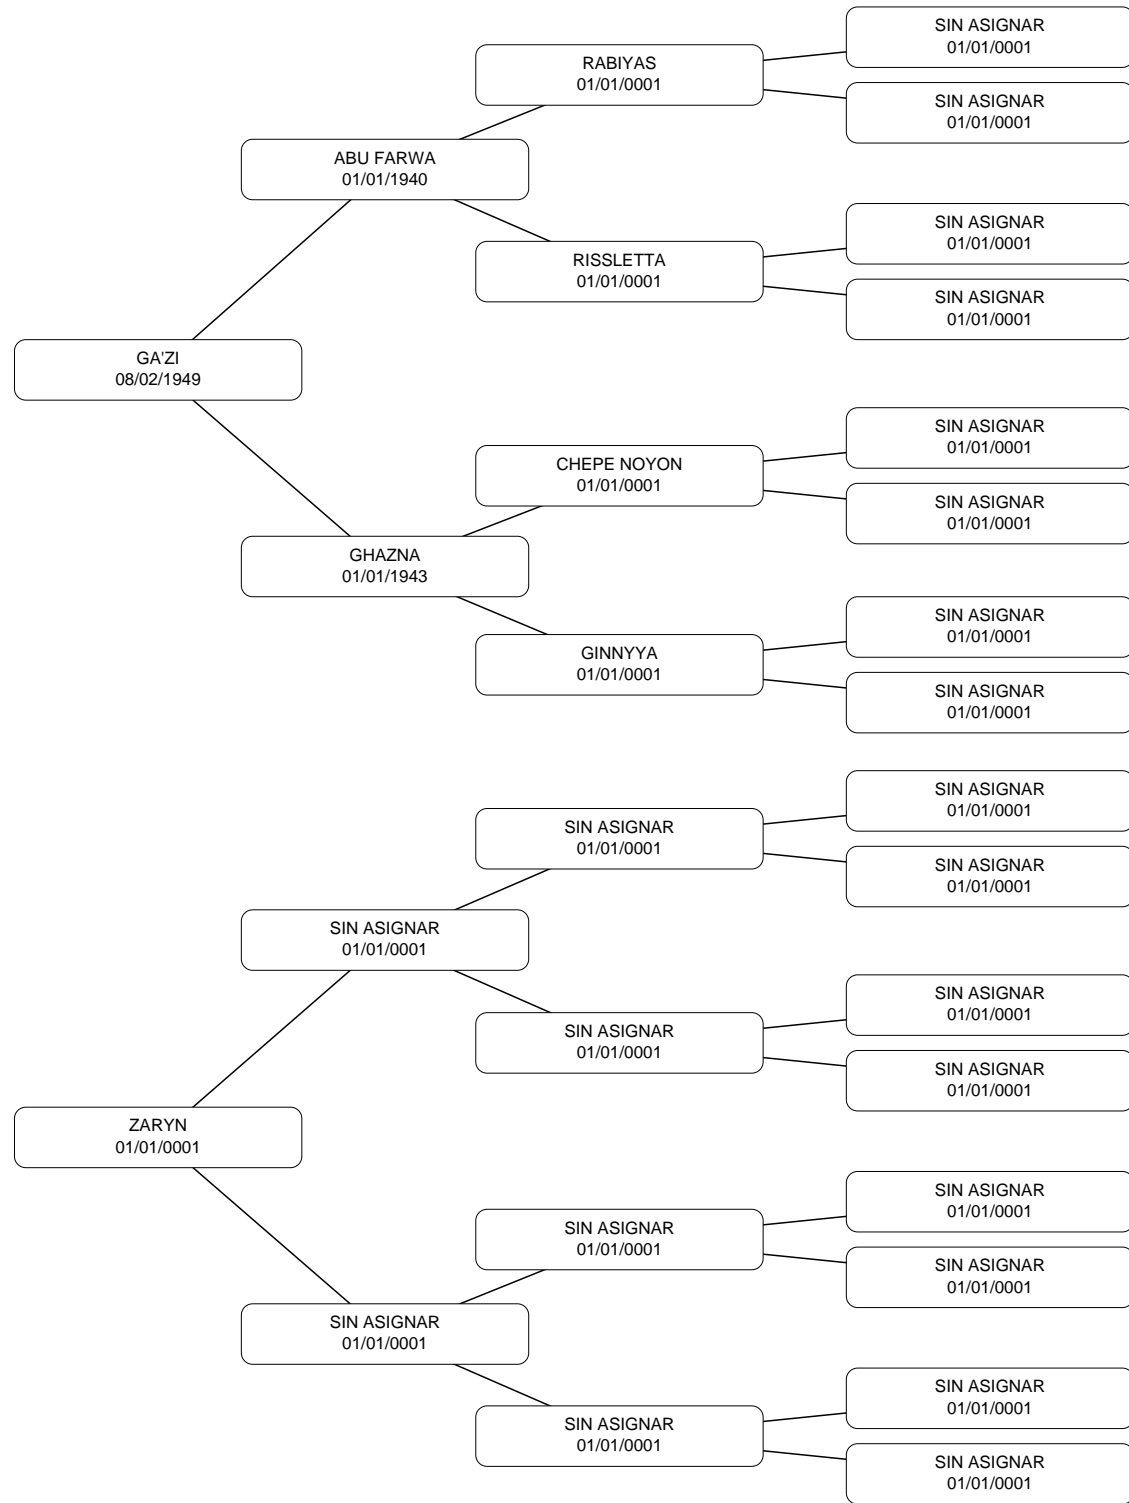 SIN ASIGNAR
01/01/0001
RABIYAS
01/01/0001
SIN ASIGNAR
01/01/0001
ABU FARWA
01/01/1940
SIN ASIGNAR
01/01/0001
RISSLETTA
01/01/0001
SIN ASIGNAR
01/01/0001
GA'ZI
08/02/1949
SIN ASIGNAR
01/01/0001
CHEPE NOYON
01/01/0001
SIN ASIGNAR
01/01/0001
GHAZNA
01/01/1943
SIN ASIGNAR
01/01/0001
GINNYYA
01/01/0001
SIN ASIGNAR
01/01/0001
SIN ASIGNAR
01/01/0001
SIN ASIGNAR
01/01/0001
SIN ASIGNAR
01/01/0001
SIN ASIGNAR
01/01/0001
SIN ASIGNAR
01/01/0001
SIN ASIGNAR
01/01/0001
SIN ASIGNAR
01/01/0001
ZARYN
01/01/0001
SIN ASIGNAR
01/01/0001
SIN ASIGNAR
01/01/0001
SIN ASIGNAR
01/01/0001
SIN ASIGNAR
01/01/0001
SIN ASIGNAR
01/01/0001
SIN ASIGNAR
01/01/0001
SIN ASIGNAR
01/01/0001